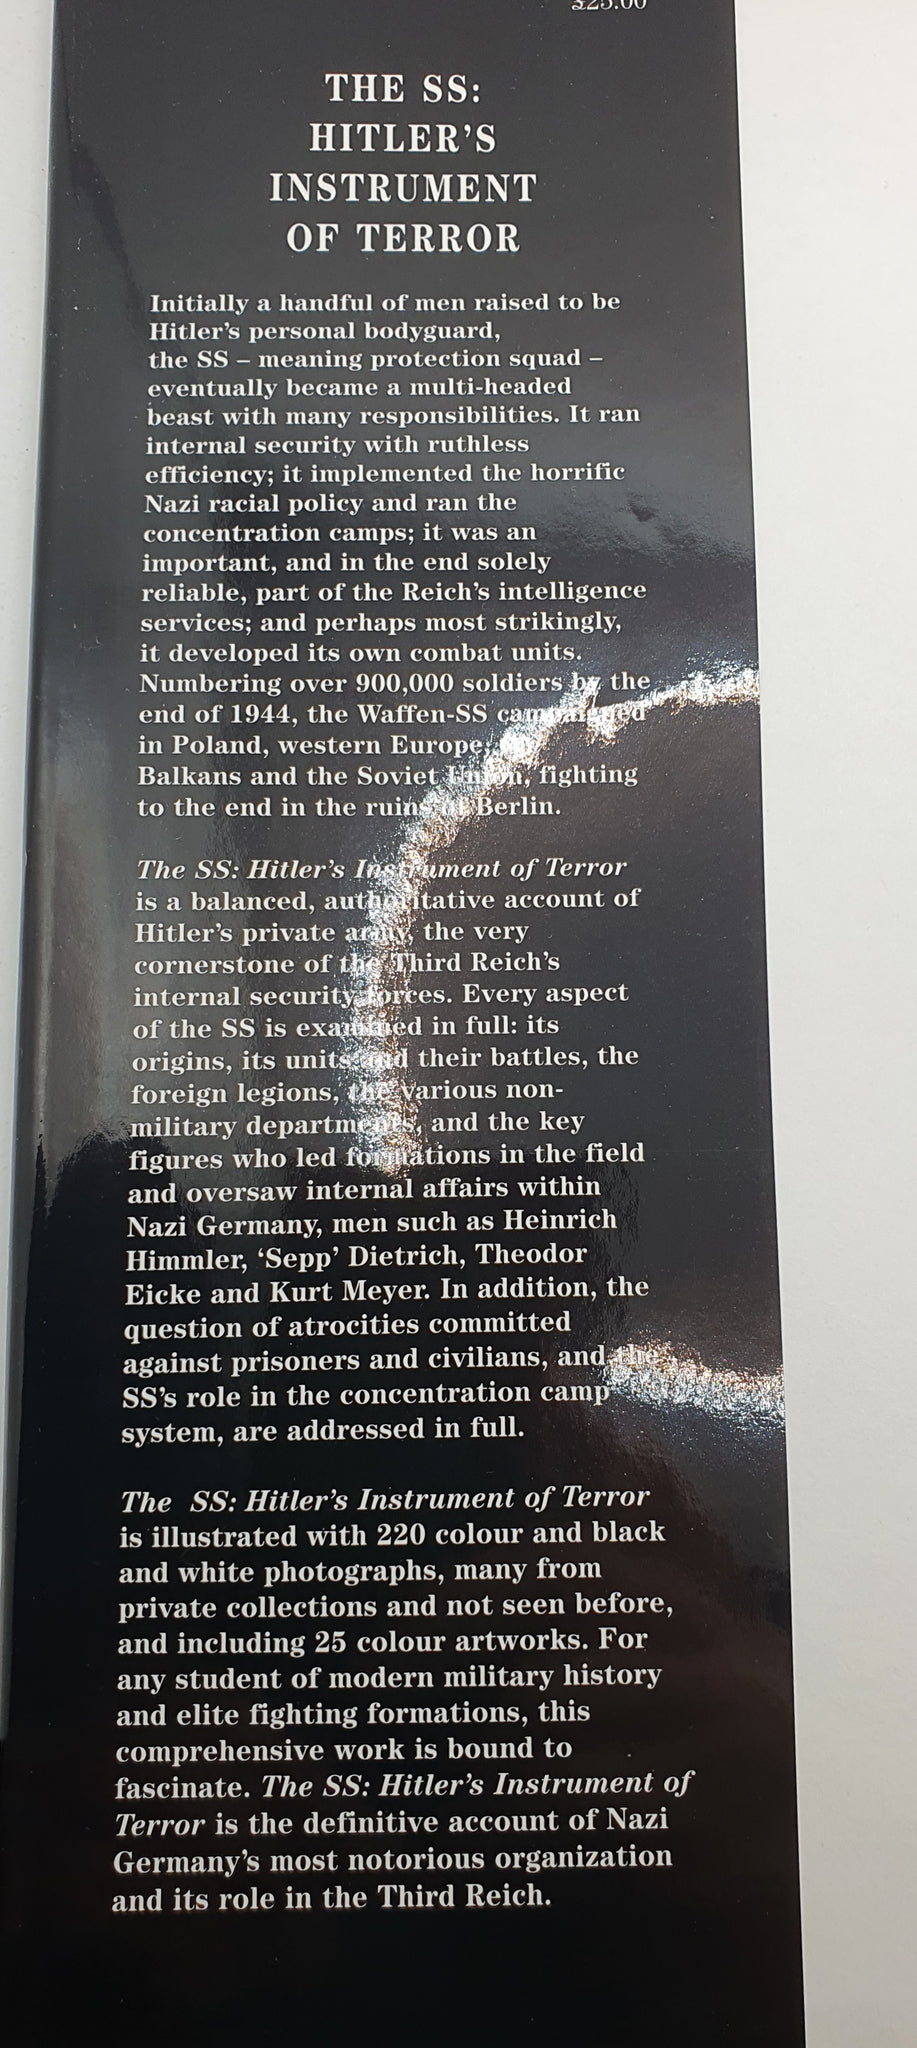 £25.00
THE SS:
HITLER'S
INSTRUMENT
OF TERROR
Initially a handful of men raised to be
Hitler's personal bodyguard,
the SS – meaning protection squad –
eventually became a multi-headed
beast with many responsibilities. It ran
internal security with ruthless
efficiency; it implemented the horrific
Nazi racial policy and ran the
concentration camps; it was an
important, and in the end solely
reliable, part of the Reich's intelligence
services; and perhaps most strikingly,
it developed its own combat units.
Numbering over 900,000 soldiers by the
end of 1944, the Waffen-SS campaigned
in Poland, western Europe, the
Balkans and the Soviet Union, fighting
to the end in the ruins of Berlin.
The SS: Hitler's Instrument of Terror
is a balanced, authoritative account of
Hitler's private army, the very
cornerstone of the Third Reich's
internal security forces. Every aspect
of the SS is examined in full: its
origins, its units and their battles, the
foreign legions, the various non-
military departments, and the key
figures who led formations in the field
and oversaw internal affairs within
Nazi Germany, men such as Heinrich
Himmler, 'Sepp' Dietrich, Theodor
Eicke and Kurt Meyer. In addition, the
question of atrocities committed
against prisoners and civilians, and the
SS's role in the concentration camp
system, are addressed in full.
The SS: Hitler's Instrument of Terror
is illustrated with 220 colour and black
and white photographs, many from
private collections and not seen before,
and including 25 colour artworks. For
any student of modern military history
and elite fighting formations, this
comprehensive work is bound to
fascinate. The SS: Hitler's Instrument of
Terror is the definitive account of Nazi
Germany's most notorious organization
and its role in the Third Reich.